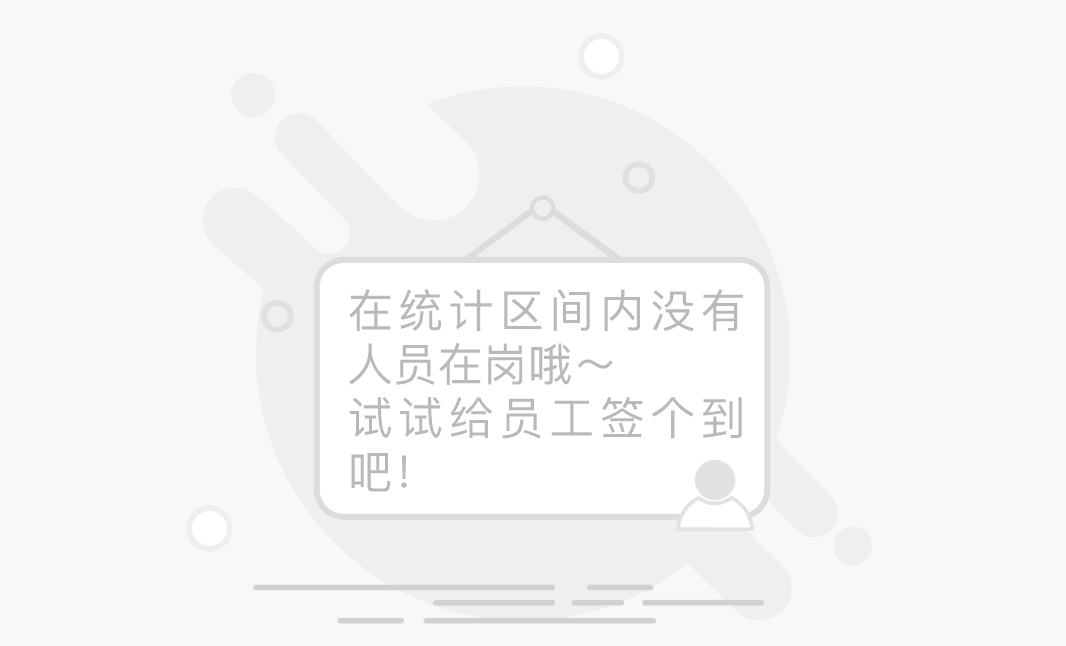 在统计区间内没有
人员在岗哦～
试试给员工签个到
吧！